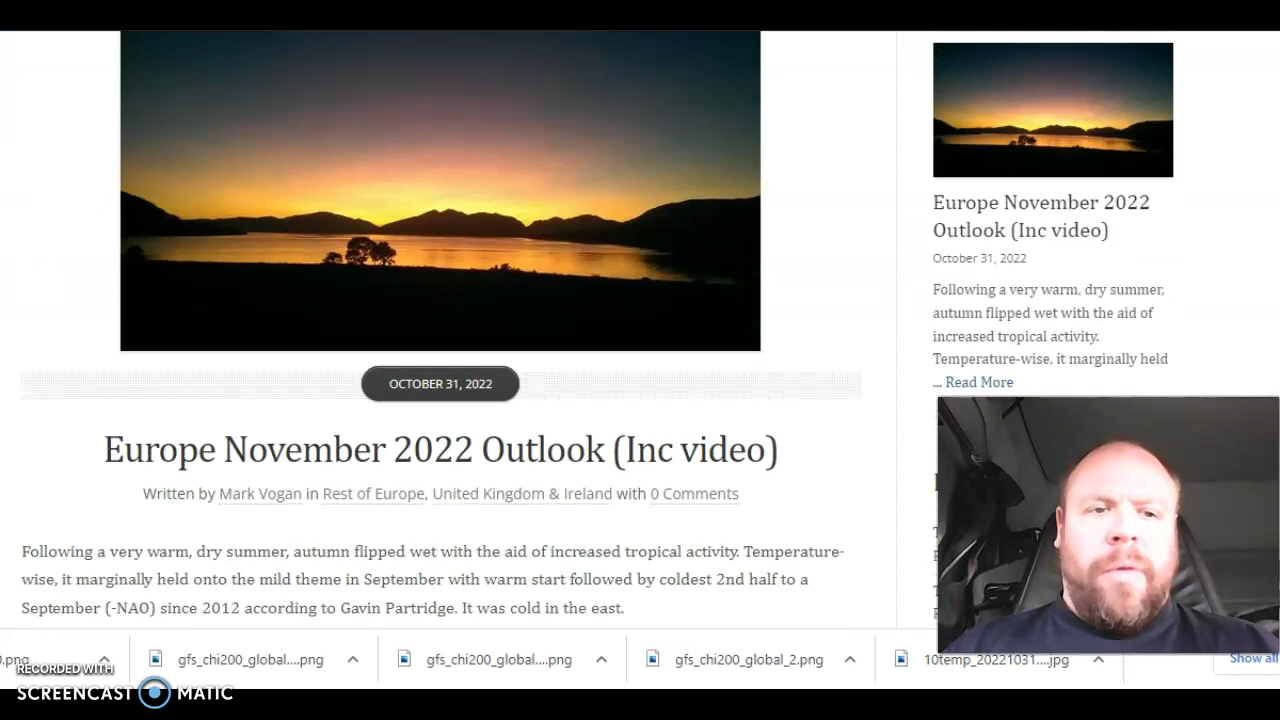 OCTOBER 31, 2022
Europe November 2022 Outlook (Inc video)
Written by Mark Vogan in Rest of Europe, United Kingdom & Ireland with 0 Comments
Following a very warm, dry summer, autumn flipped wet with the aid of increased tropical activity. Temperature-
wise, it marginally held onto the mild theme in September with warm start followed by coldest 2nd half to a
September (-NAO) since 2012 according to Gavin Partridge. It was cold in the east.
Europe November 2022
Outlook (Inc video)
October 31, 2022
Following a very warm, dry summer,
autumn flipped wet with the aid of
increased tropical activity.
Temperature-wise, it marginally held
... Read More
.png
gfs_chi200_global....png
gfs_chi200_global....png
gfs_chi200_global_2.png
10temp_20221031....jpg
Show all
RECORDED WITH
SCREENCAST MATIC